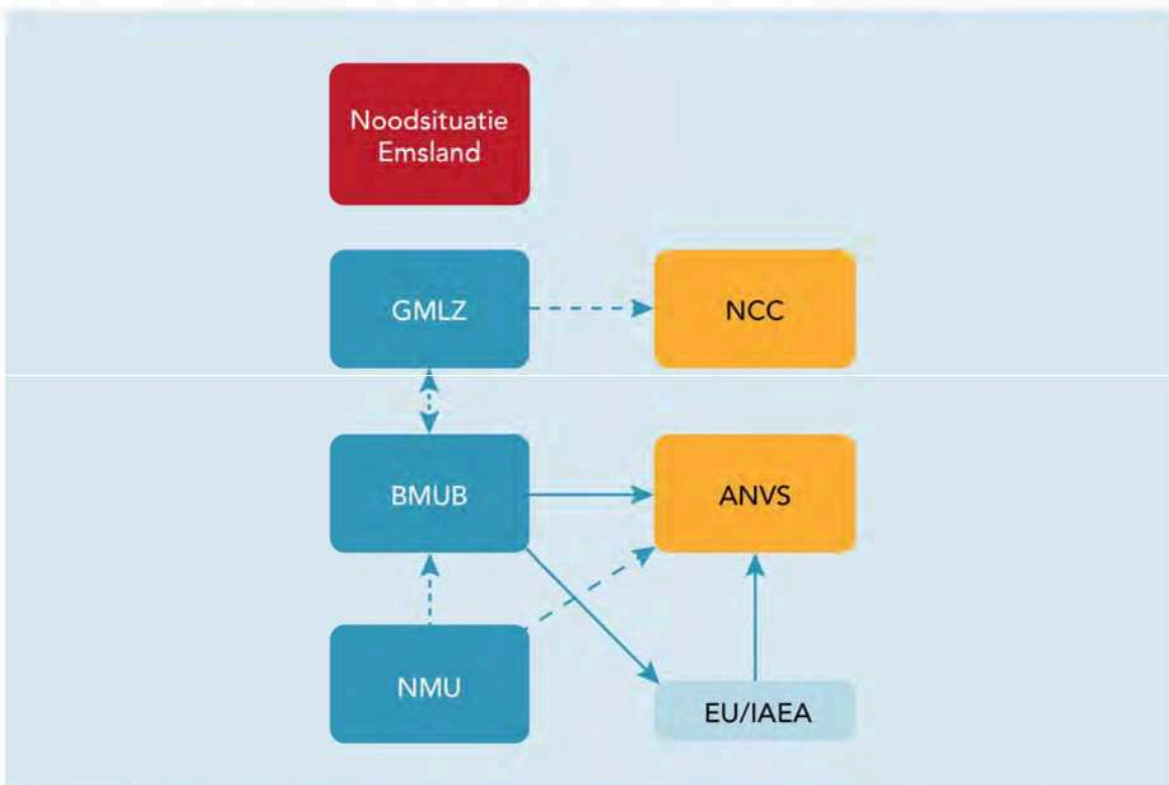 Noodsituatie
Emsland
GMLZ
NCC
BMUB
ANVS
NMU
EU/IAEA